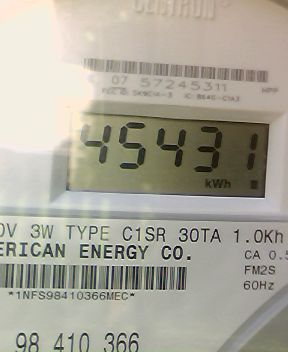 CENTRON
07 57245311
45431
kWh
3W TYPE C1SR 30TA 1.0Kh
ERICAN ENERGY CO.
CA 0.5
FM2S
*1NFS98410366MEC*
60Hz
98 410 366